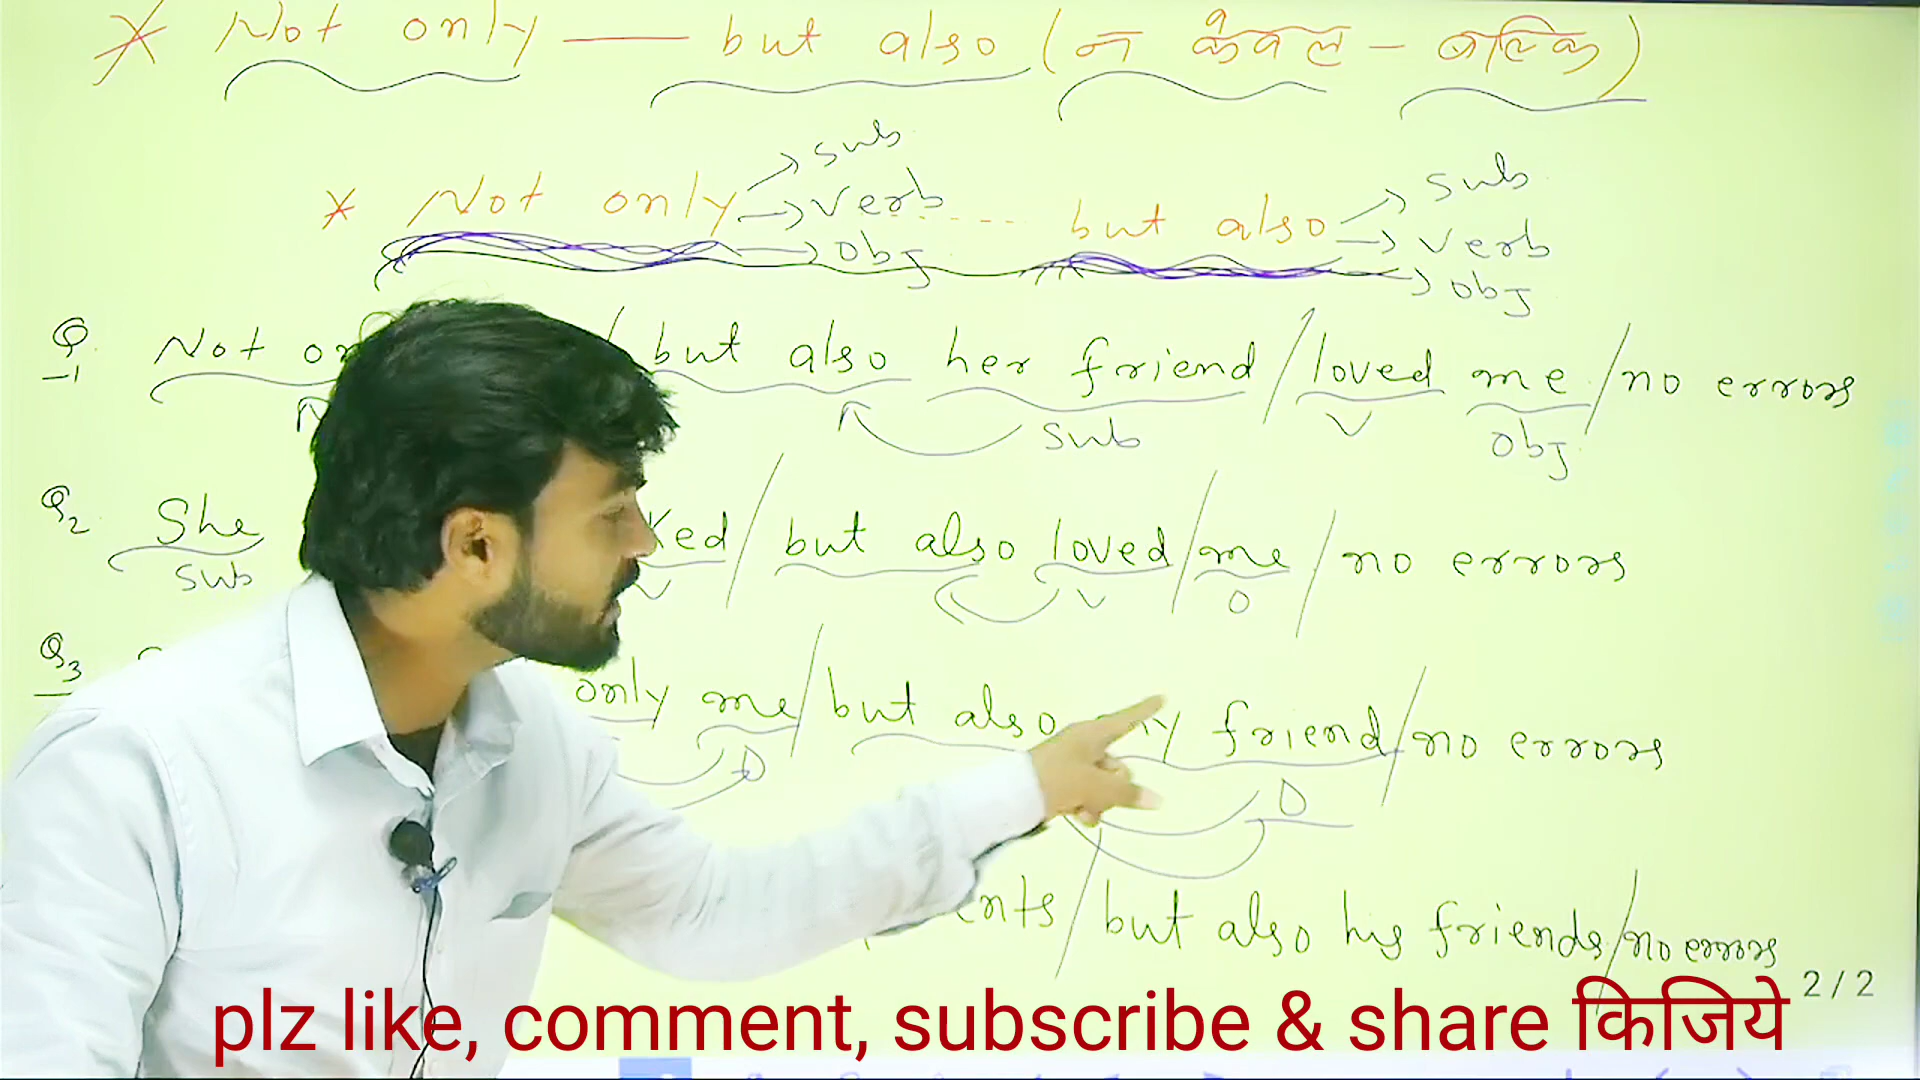 Not only — but also (न केवल - बल्कि)
sub
sub
* Not only → verb ..... but also → verb
obj
obj
Q-1 Not / but also her friend / loved me / no errors
sub V obj
Q2 She / but also loved / me / no errors
sub V V O
Q3 only me / but also friend / no errors
O O
/ but also his friends / no errors
2/2
plz like, comment, subscribe & share किजिये